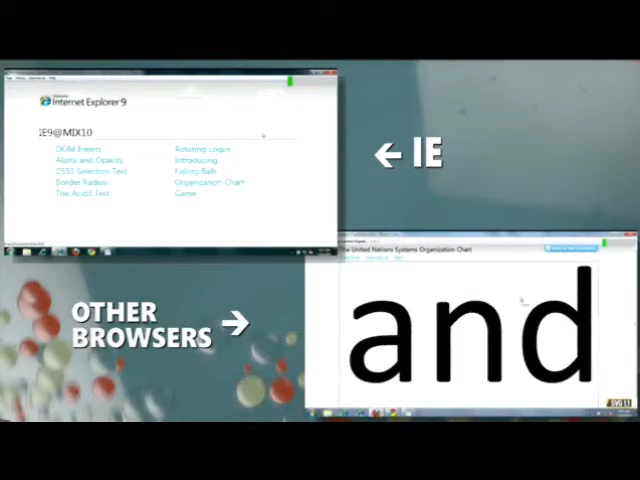 Internet Explorer 9
IE9@MIX10
DOM Events
Rotating Logos
Alpha and Opacity
Introducing
CSS3 Selectors Test
Falling Balls
Border Radius
Organization Chart
The Acid3 Test
Game
← IE
The United Nations Systems Organization Chart
OTHER
BROWSERS →
and
SVG 1.1